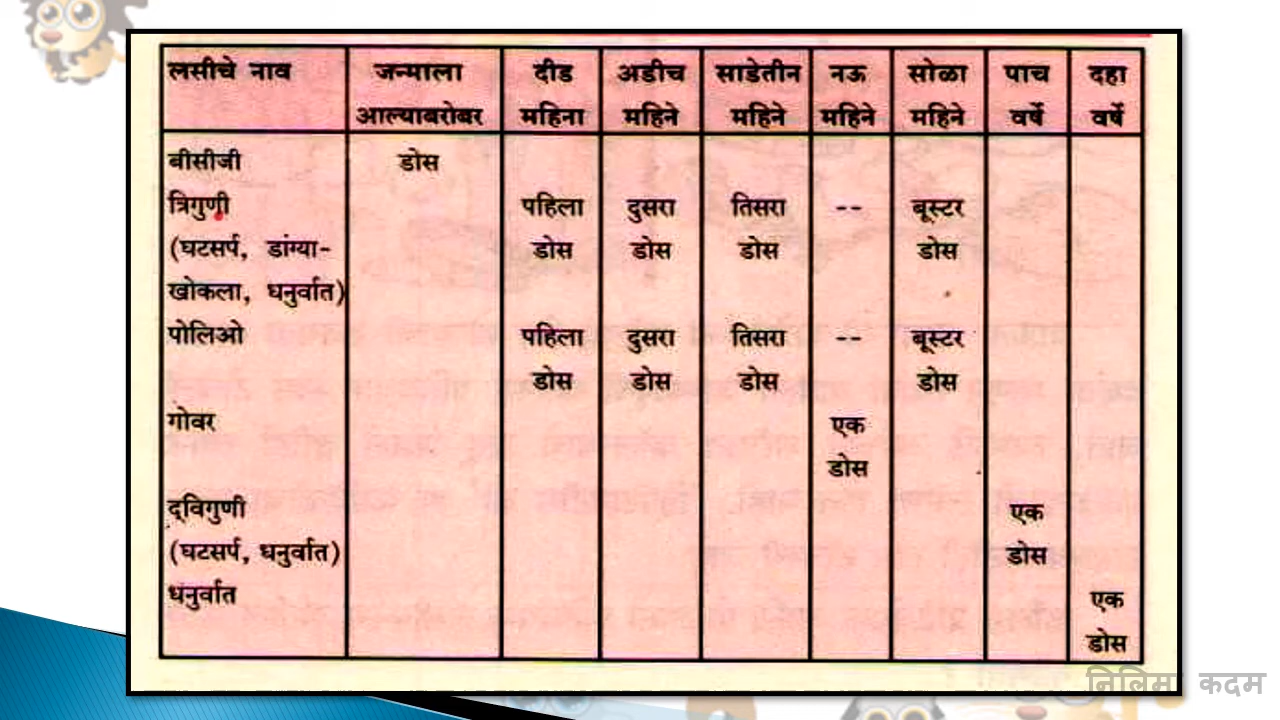 लसीचे नाव जन्माला दीड अडीच साडेतीन नऊ सोळा पाच दहा
आल्याबरोबर महिना महिने महिने महिने महिने वर्षे वर्षे
बीसीजी डोस
त्रिगुणी पहिला दुसरा तिसरा -- बूस्टर
(घटसर्प, डांग्या- डोस डोस डोस डोस
खोकला, धनुर्वात)
पोलिओ पहिला दुसरा तिसरा -- बूस्टर
डोस डोस डोस डोस
गोवर एक
डोस
द्विगुणी एक
(घटसर्प, धनुर्वात) डोस
धनुर्वात एक
डोस
निलिमा कदम